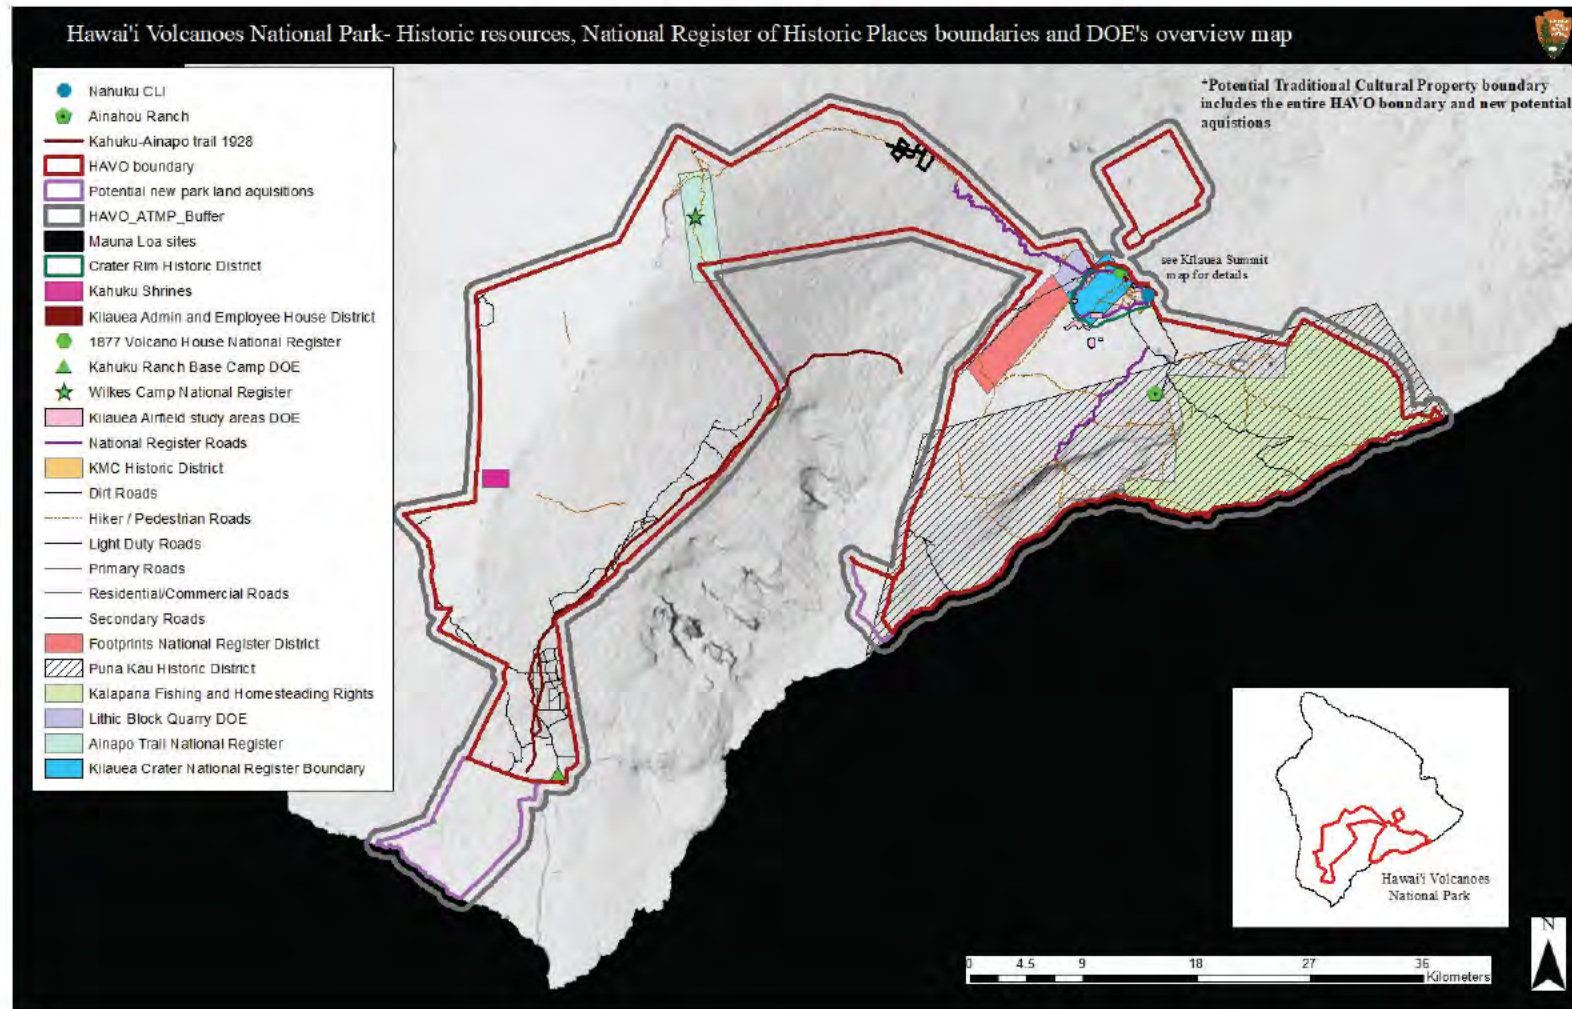 Hawai'i Volcanoes National Park- Historic resources, National Register of Historic Places boundaries and DOE's overview map
Nahuku CLI
Ainahou Ranch
Kahuku-Ainapo trail 1928
HAVO boundary
Potential new park land aquisitions
HAVO_ATMP_Buffer
Mauna Loa sites
Crater Rim Historic District
Kahuku Shrines
Kilauea Admin and Employee House District
1877 Volcano House National Register
Kahuku Ranch Base Camp DOE
Wilkes Camp National Register
Kilauea Airfield study areas DOE
National Register Roads
KMC Historic District
Dirt Roads
Hiker / Pedestrian Roads
Light Duty Roads
Primary Roads
Residential/Commercial Roads
Secondary Roads
Footprints National Register District
Puna Kau Historic District
Kalapana Fishing and Homesteading Rights
Lithic Block Quarry DOE
Ainapo Trail National Register
Kilauea Crater National Register Boundary
*Potential Traditional Cultural Property boundary
includes the entire HAVO boundary and new potential
aquistions
see Kilauea Summit
map for details
Hawai'i Volcanoes
National Park
N
0 4.5 9 18 27 36
Kilometers